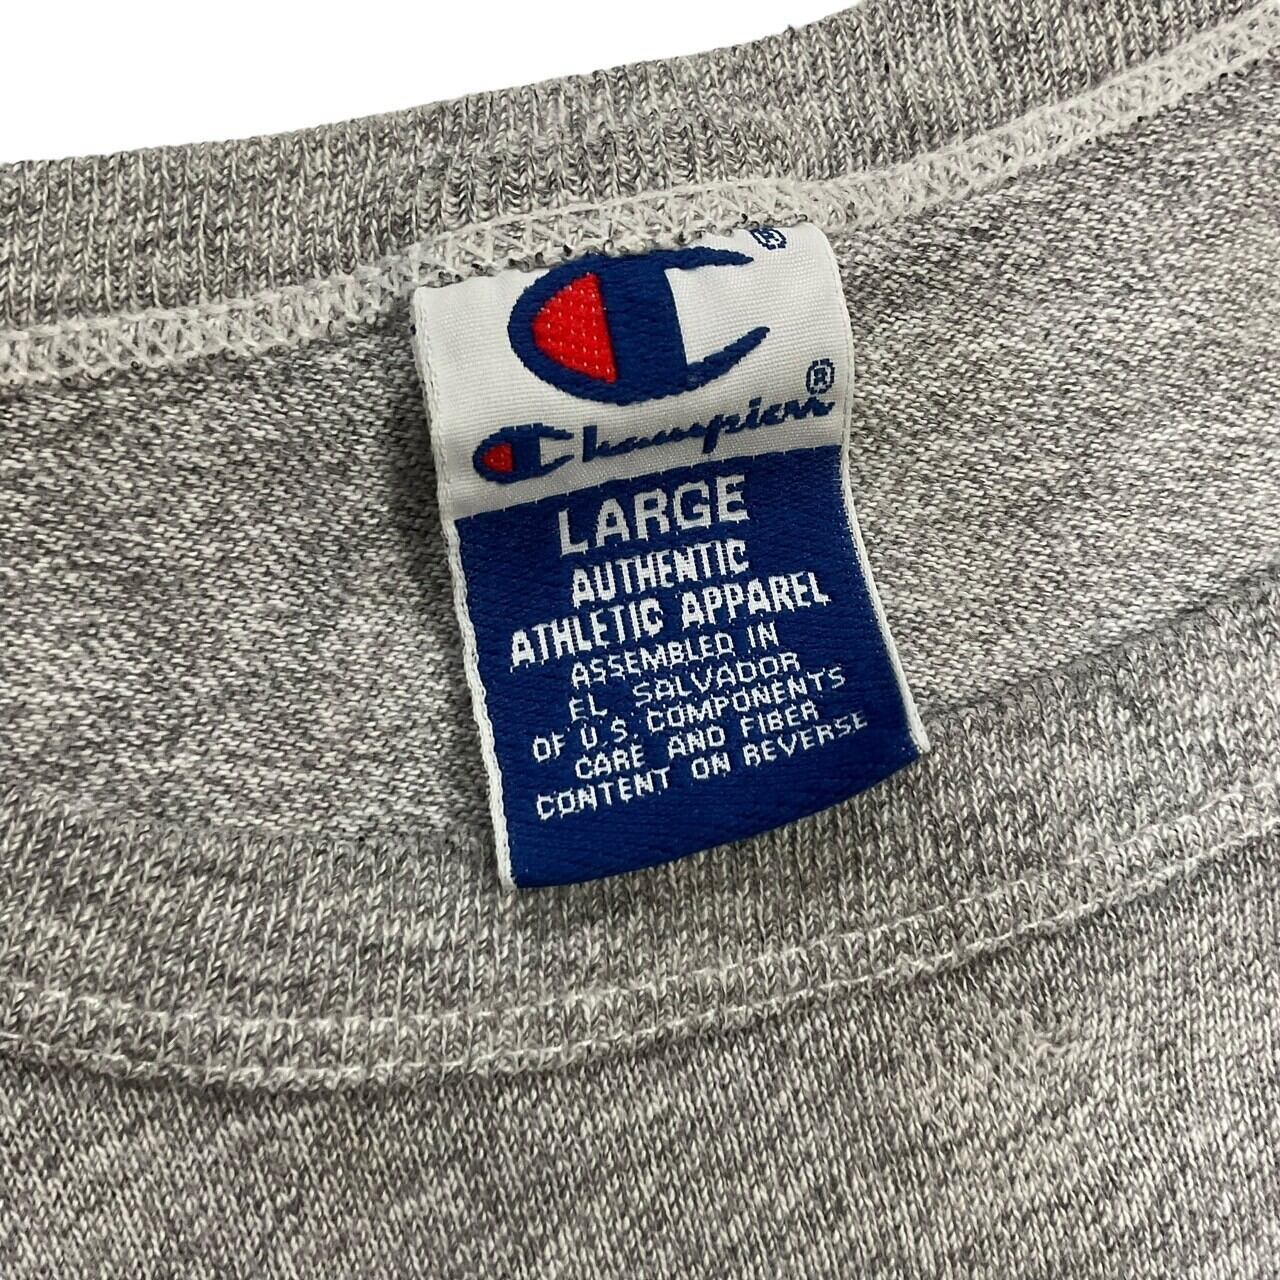 ®
Champion®
LARGE
AUTHENTIC
ATHLETIC APPAREL
ASSEMBLED IN
EL SALVADOR
OF U.S. COMPONENTS
CARE AND FIBER
CONTENT ON REVERSE